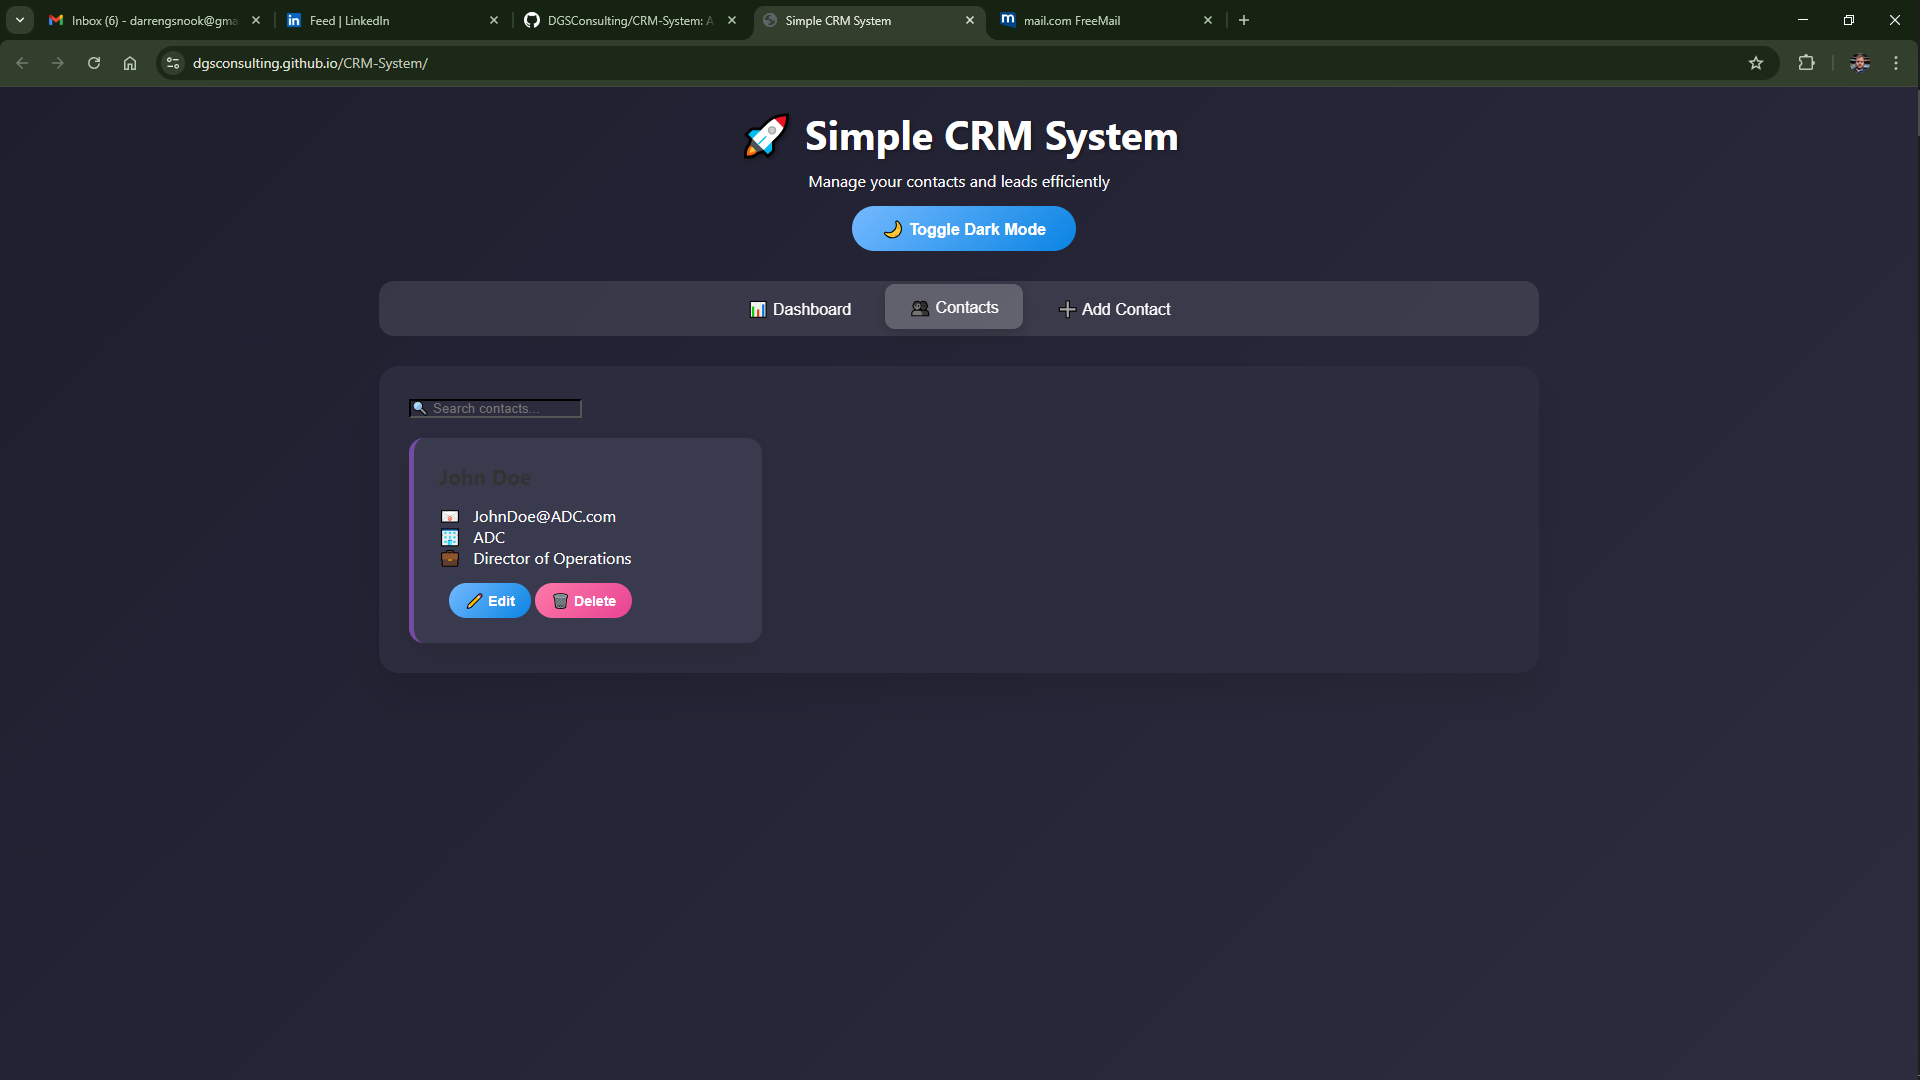 Inbox (6) - darrengsnook@gma
Feed | LinkedIn
DGSConsulting/CRM-System: A
Simple CRM System
mail.com FreeMail
dgsconsulting.github.io/CRM-System/
🚀 Simple CRM System
Manage your contacts and leads efficiently
🌙 Toggle Dark Mode
📊 Dashboard
👥 Contacts
➕ Add Contact
🔍 Search contacts...
John Doe
📧 JohnDoe@ADC.com
🏢 ADC
💼 Director of Operations
✏️ Edit
🗑️ Delete